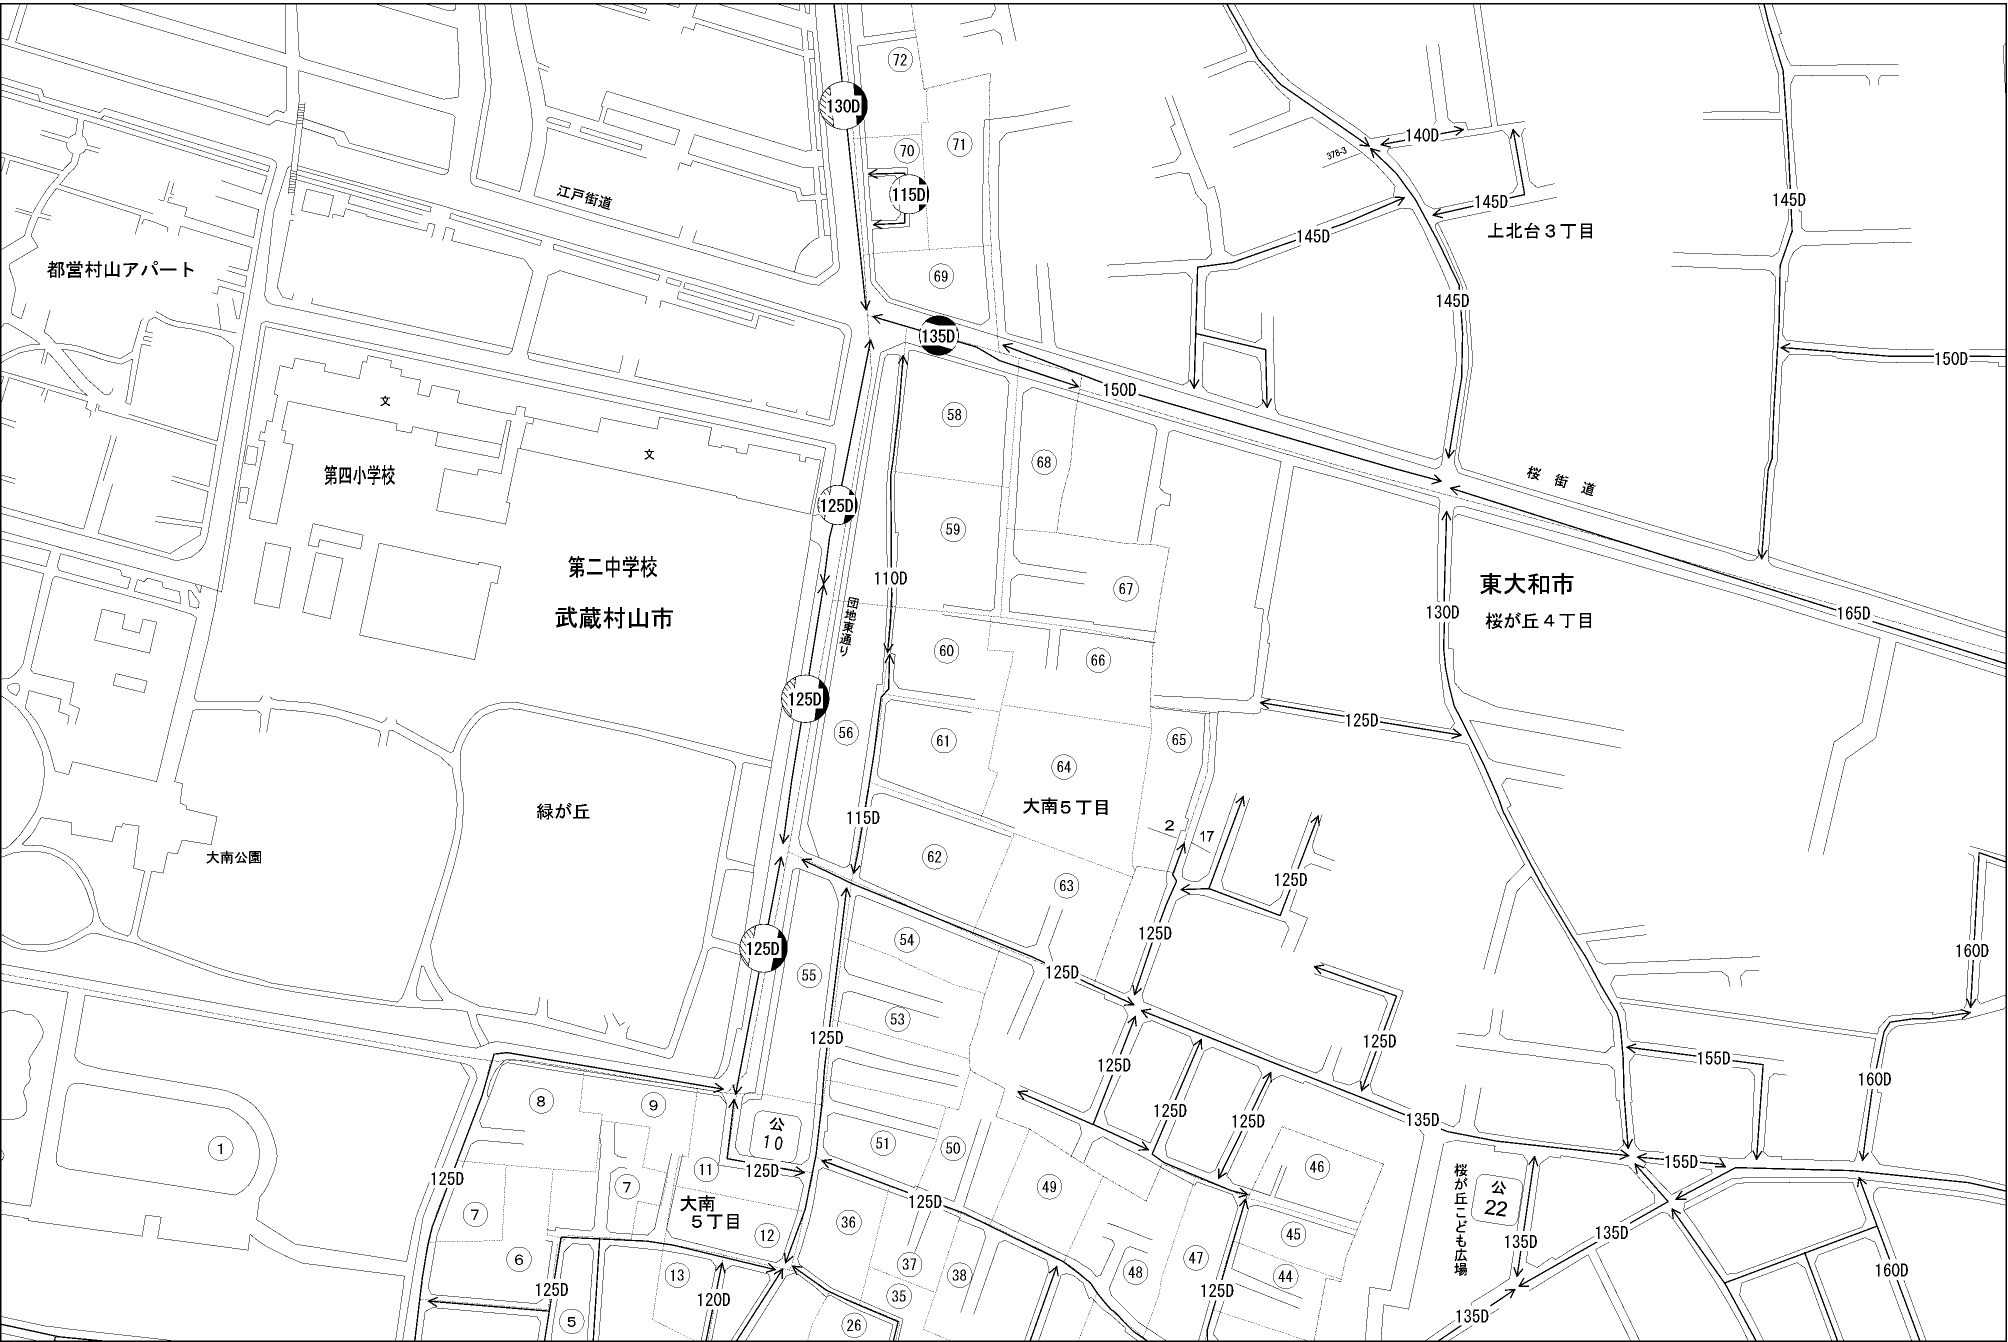 72
130D
70
71
115D
69
江戸街道
都営村山アパート
140D
378-3
145D
145D
145D
上北台3丁目
145D
145D
135D
150D
150D
文
58
文
68
第四小学校
125D
59
桜街道
110D
67
第二中学校
武蔵村山市
団地東通り
東大和市
130D
桜が丘4丁目
165D
60
66
125D
56
61
65
125D
64
大南5丁目
緑が丘
115D
2
17
大南公園
62
63
125D
125D
54
125D
125D
55
125D
160D
53
125D
125D
125D
155D
160D
8
9
公
10
125D
125D
135D
1
51
50
11
125D
46
155D
125D
7
7
49
125D
桜が丘こども広場
公
22
大南
5丁目
36
12
45
135D
135D
6
37
13
38
48
47
44
160D
125D
120D
35
125D
135D
5
26